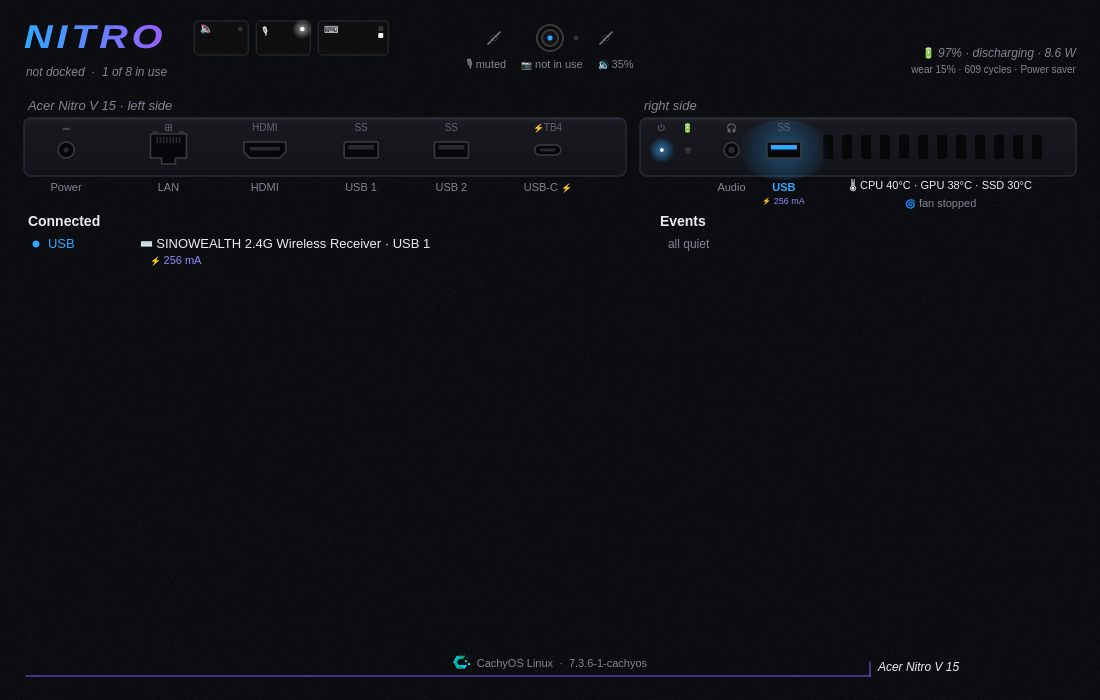 NITRO
not docked · 1 of 8 in use
muted
not in use
35%
97% · discharging · 8.6 W
wear 15% · 609 cycles · Power saver
Acer Nitro V 15 · left side
right side
HDMI
SS
SS
⚡TB4
SS
Power
LAN
HDMI
USB 1
USB 2
USB-C ⚡
Audio
USB
⚡ 256 mA
CPU 40°C · GPU 38°C · SSD 30°C
fan stopped
Connected
USB
SINOWEALTH 2.4G Wireless Receiver · USB 1
⚡ 256 mA
Events
all quiet
CachyOS Linux · 7.3.6-1-cachyos
Acer Nitro V 15